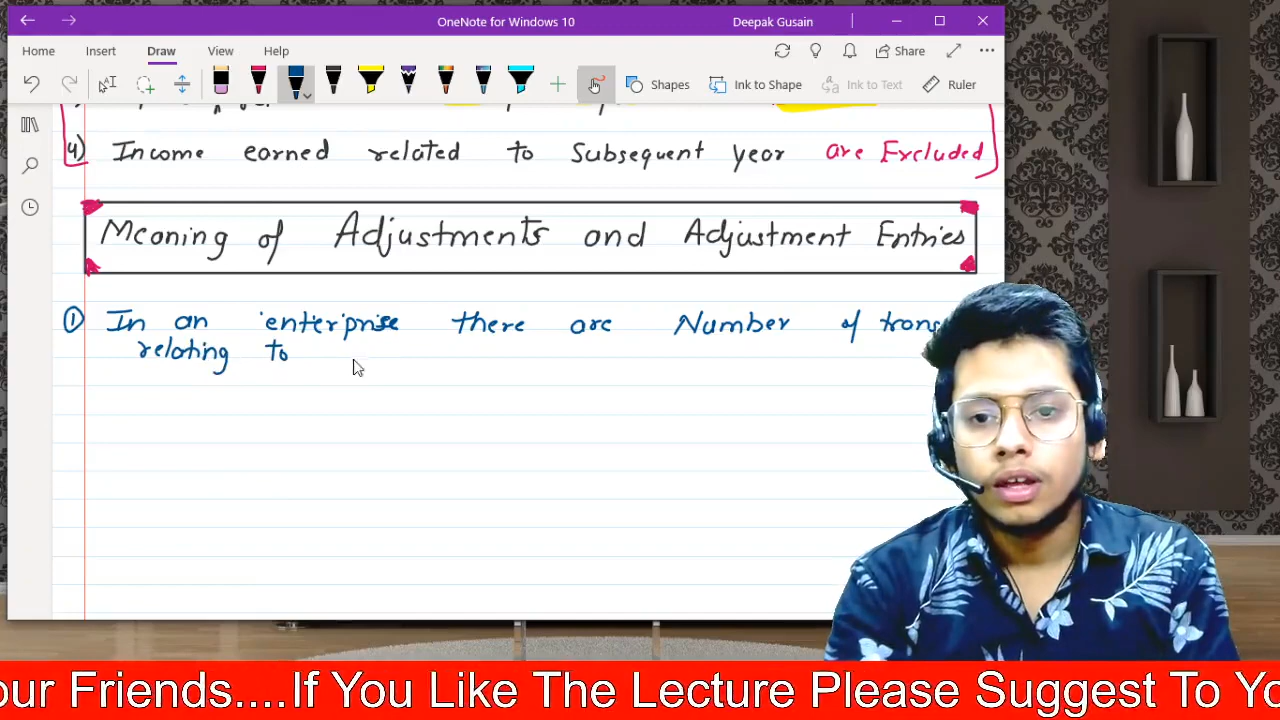 OneNote for Windows 10
Deepak Gusain
Home Insert Draw View Help
Share
Shapes Ink to Shape Ink to Text Ruler
4) Income earned related to Subsequent year are Excluded
Meaning of Adjustments and Adjustment Entries
① In an enterprise there are Number of trans
relating to
our Friends....If You Like The Lecture Please Suggest To Yo